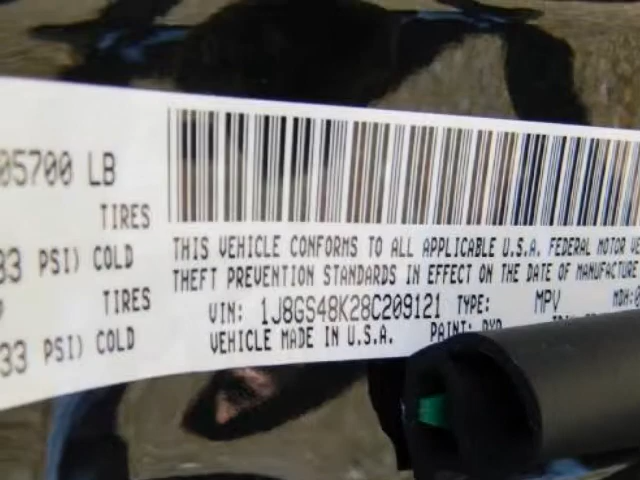 05700 LB
TIRES
33 PSI) COLD
TIRES
33 PSI) COLD
THIS VEHICLE CONFORMS TO ALL APPLICABLE U.S.A. FEDERAL MOTOR VE
THEFT PREVENTION STANDARDS IN EFFECT ON THE DATE OF MANUFACTURE
VIN: 1J8GS48K28C209121 TYPE: MPV MDH:
VEHICLE MADE IN U.S.A. PAINT: